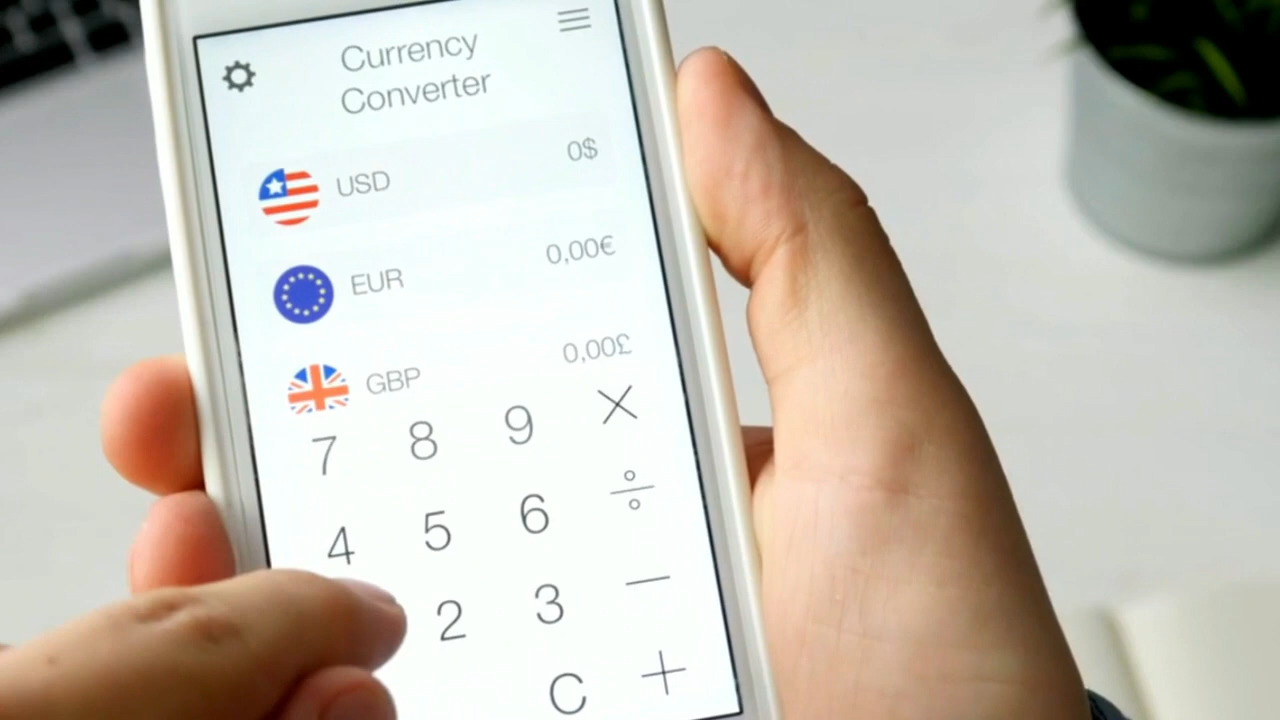 Currency
Converter
USD 0$
EUR 0,00€
GBP 0,00£
7 8 9 ×
4 5 6 ÷
2 3 −
C +